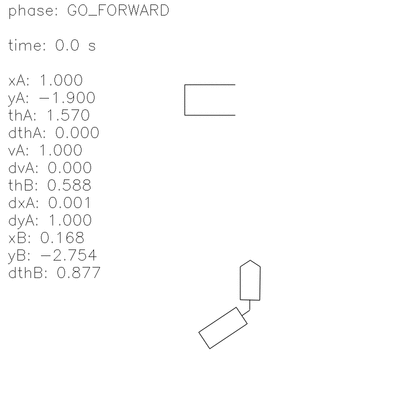 phase: GO_FORWARD
time: 0.0 s
xA: 1.000
yA: −1.900
thA: 1.570
dthA: 0.000
vA: 1.000
dvA: 0.000
thB: 0.588
dxA: 0.001
dyA: 1.000
xB: 0.168
yB: −2.754
dthB: 0.877